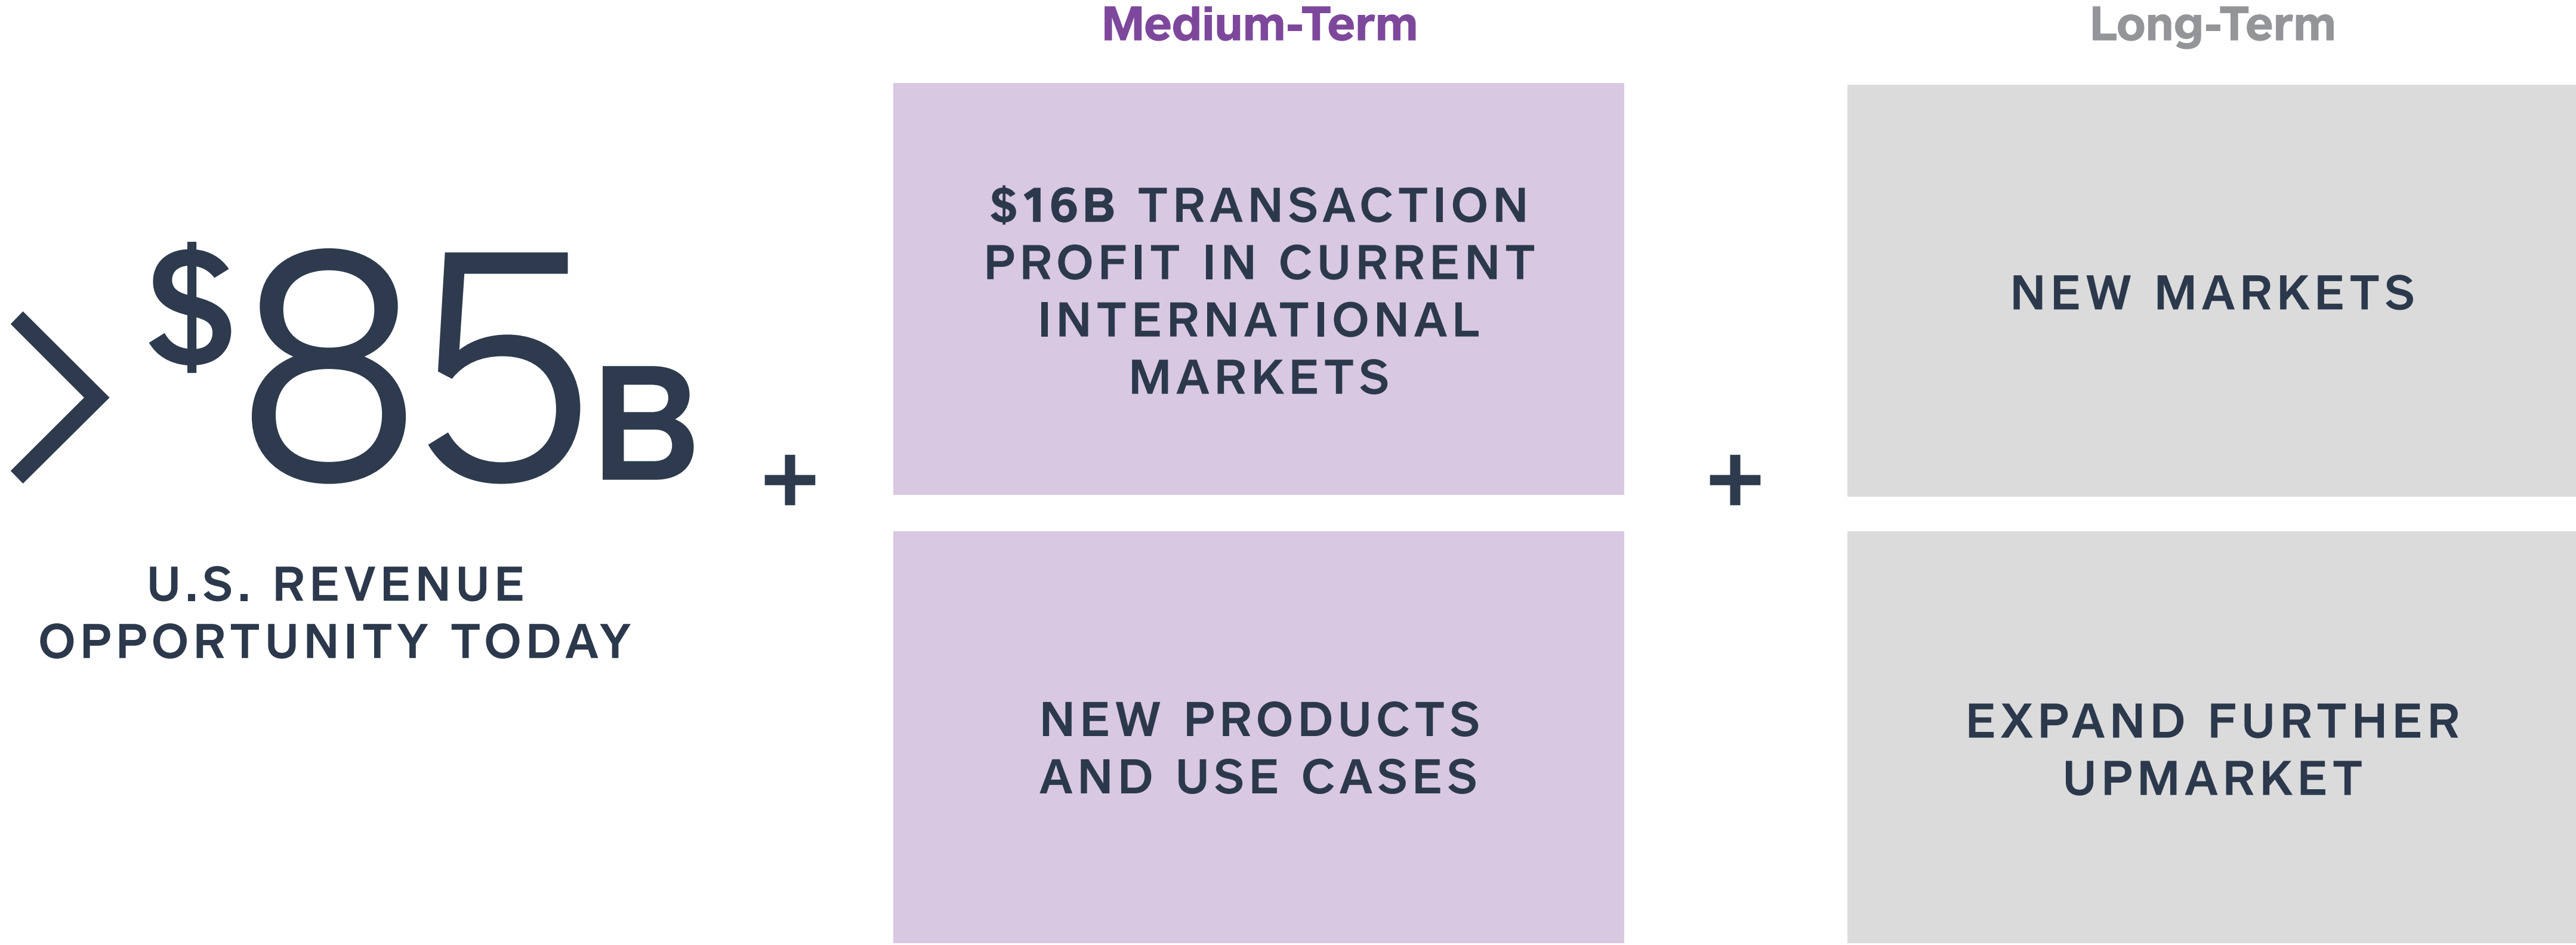 > $85B
U.S. REVENUE
OPPORTUNITY TODAY
+
Medium-Term
$16B TRANSACTION
PROFIT IN CURRENT
INTERNATIONAL
MARKETS
NEW PRODUCTS
AND USE CASES
+
Long-Term
NEW MARKETS
EXPAND FURTHER
UPMARKET